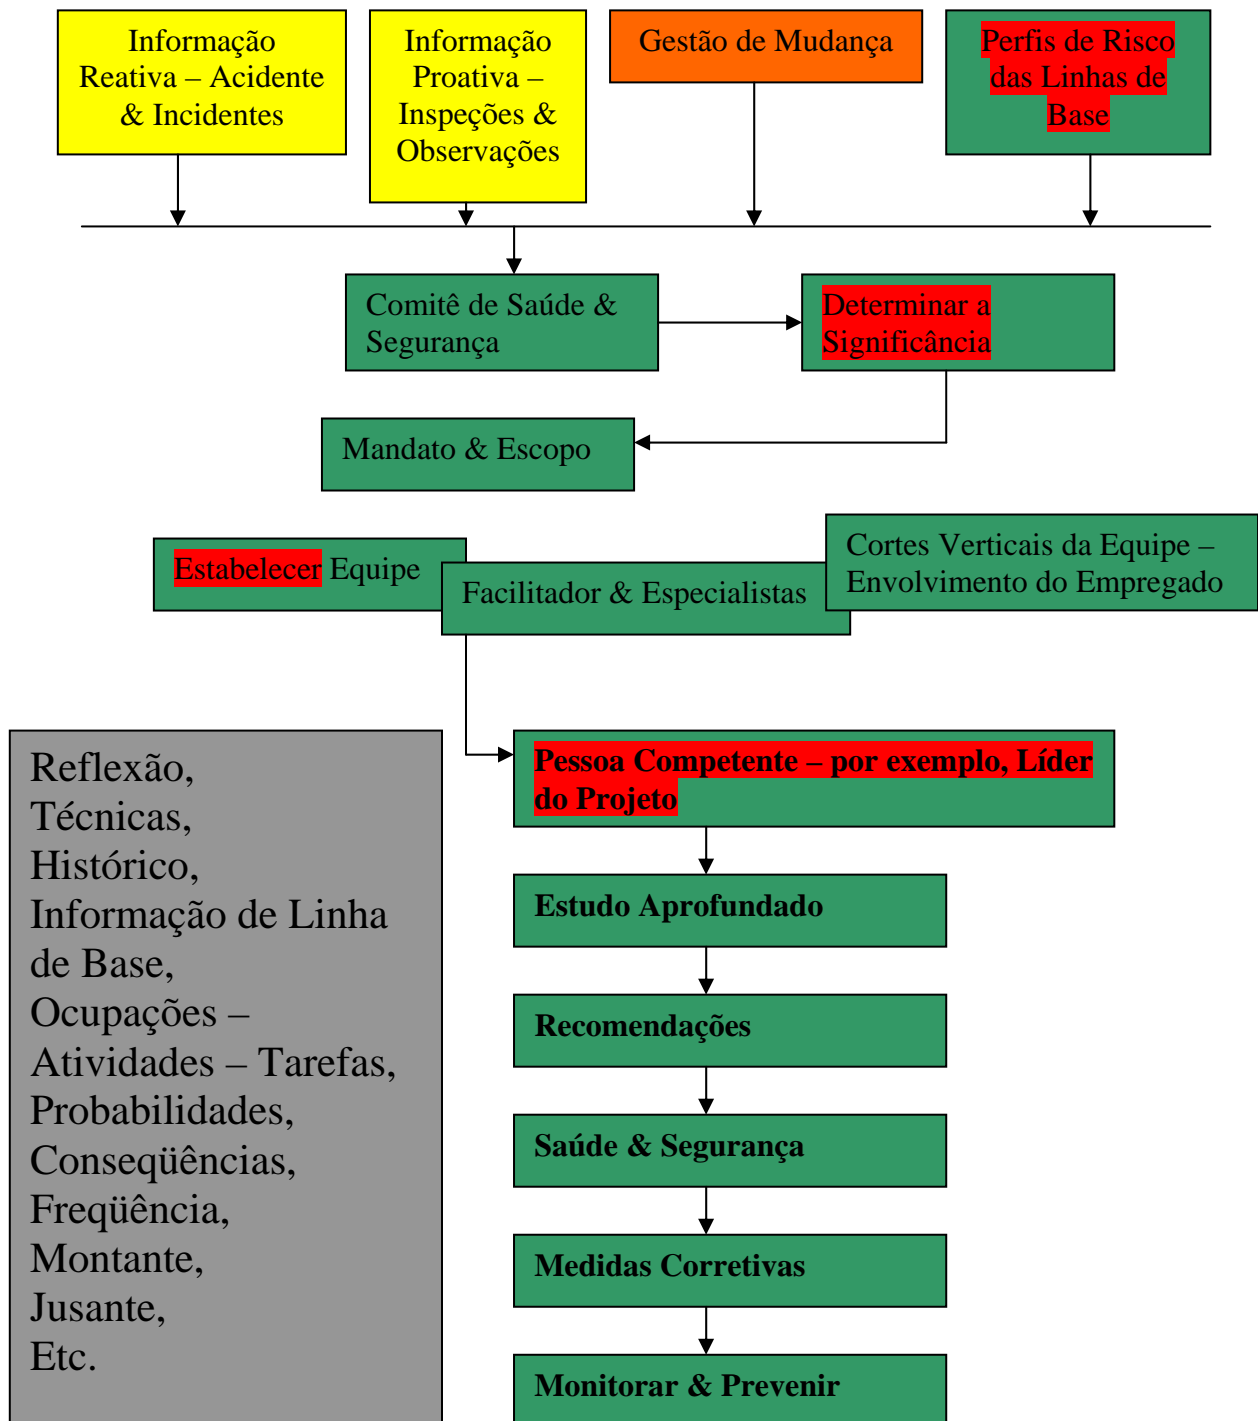 Informação
Reativa – Acidente
& Incidentes
Informação
Proativa –
Inspeções &
Observações
Gestão de Mudança
Perfis de Risco
das Linhas de
Base
Comitê de Saúde &
Segurança
Determinar a
Significância
Mandato & Escopo
Estabelecer Equipe
Facilitador & Especialistas
Cortes Verticais da Equipe –
Envolvimento do Empregado
Reflexão,
Técnicas,
Histórico,
Informação de Linha
de Base,
Ocupações –
Atividades – Tarefas,
Probabilidades,
Conseqüências,
Freqüência,
Montante,
Jusante,
Etc.
Pessoa Competente – por exemplo, Líder
do Projeto
Estudo Aprofundado
Recomendações
Saúde & Segurança
Medidas Corretivas
Monitorar & Prevenir